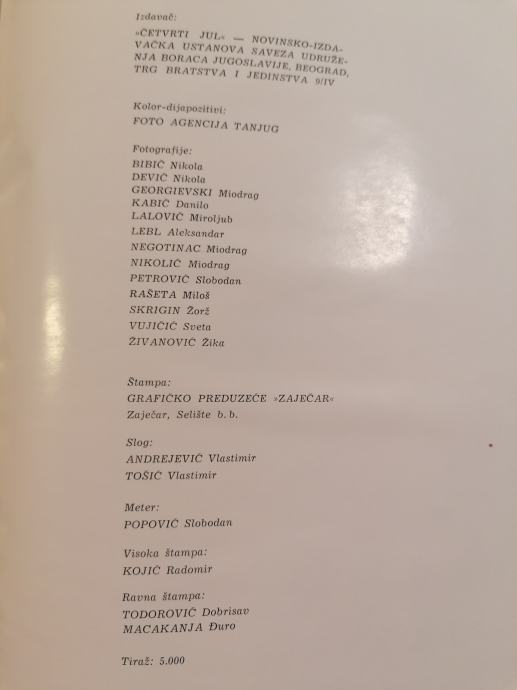 Izdavač:
»ČETVRTI JUL« — NOVINSKO-IZDA-
VAČKA USTANOVA SAVEZA UDRUŽE-
NJA BORACA JUGOSLAVIJE, BEOGRAD,
TRG BRATSTVA I JEDINSTVA 9/IV
Kolor-dijapozitivi:
FOTO AGENCIJA TANJUG
Fotografije:
BIBIČ Nikola
DEVIĆ Nikola
GEORGIEVSKI Miodrag
KABIĆ Danilo
LALOVIĆ Miroljub
LEBL Aleksandar
NEGOTINAC Miodrag
NIKOLIĆ Miodrag
PETROVIĆ Slobodan
RAŠETA Miloš
SKRIGIN Žorž
VUJIČIĆ Sveta
ŽIVANOVIĆ Žika
Štampa:
GRAFIČKO PREDUZEĆE »ZAJEČAR«
Zaječar, Selište b.b.
Slog:
ANDREJEVIĆ Vlastimir
TOŠIĆ Vlastimir
Meter:
POPOVIĆ Slobodan
Visoka štampa:
KOJIĆ Radomir
Ravna štampa:
TODOROVIĆ Dobrisav
MACAKANJA Đuro
Tiraž: 5.000